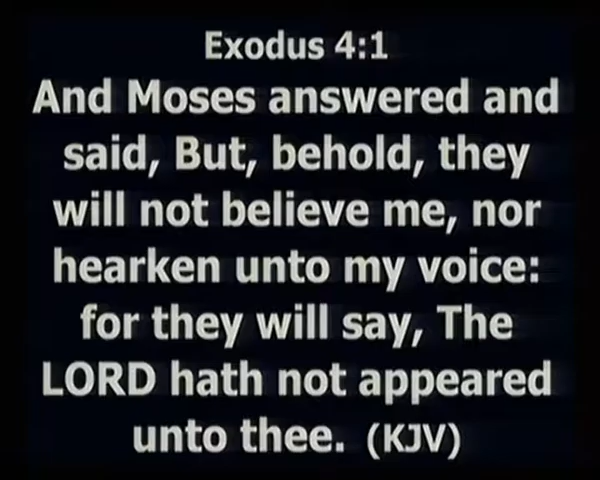 Exodus 4:1
And Moses answered and
said, But, behold, they
will not believe me, nor
hearken unto my voice:
for they will say, The
LORD hath not appeared
unto thee. (KJV)